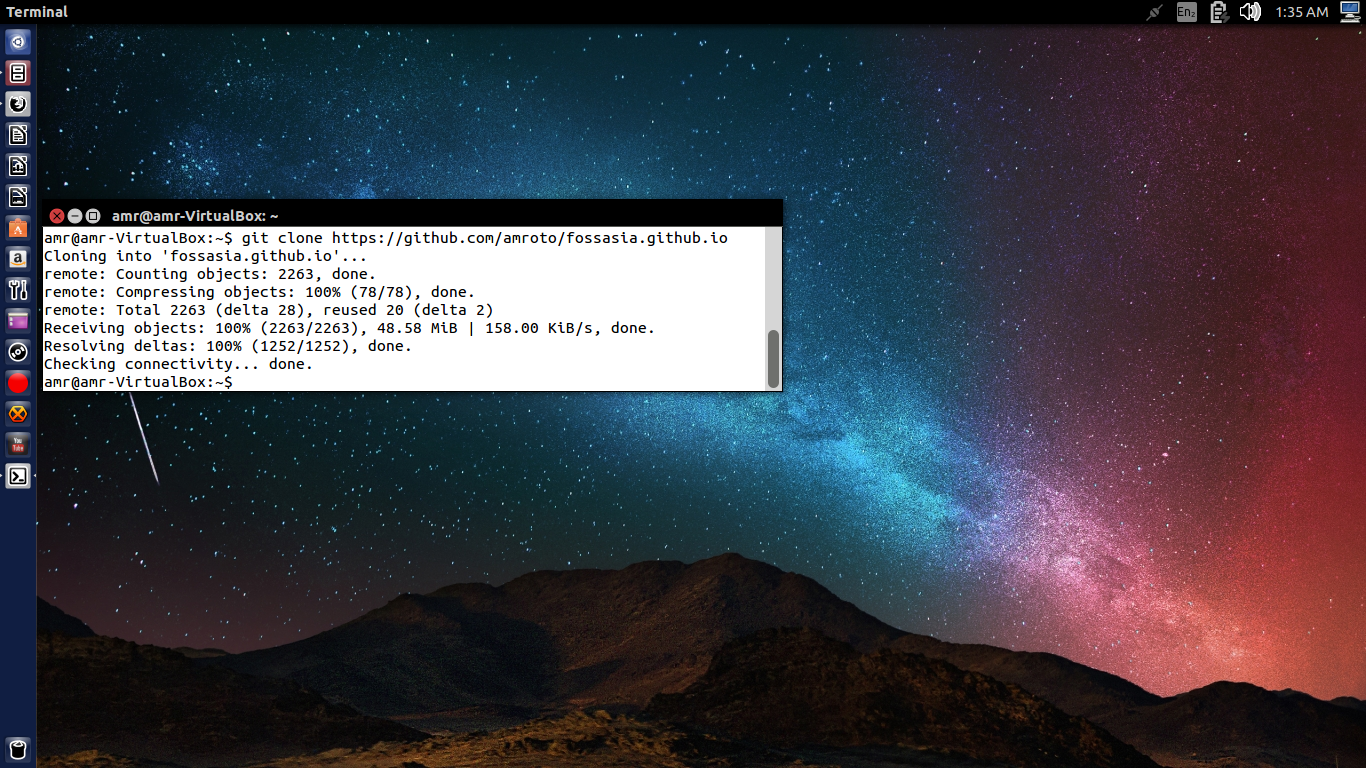 Terminal
En2
1:35 AM
amr@amr-VirtualBox: ~
amr@amr-VirtualBox:~$ git clone https://github.com/amroto/fossasia.github.io
Cloning into 'fossasia.github.io'...
remote: Counting objects: 2263, done.
remote: Compressing objects: 100% (78/78), done.
remote: Total 2263 (delta 28), reused 20 (delta 2)
Receiving objects: 100% (2263/2263), 48.58 MiB | 158.00 KiB/s, done.
Resolving deltas: 100% (1252/1252), done.
Checking connectivity... done.
amr@amr-VirtualBox:~$
You
Tube